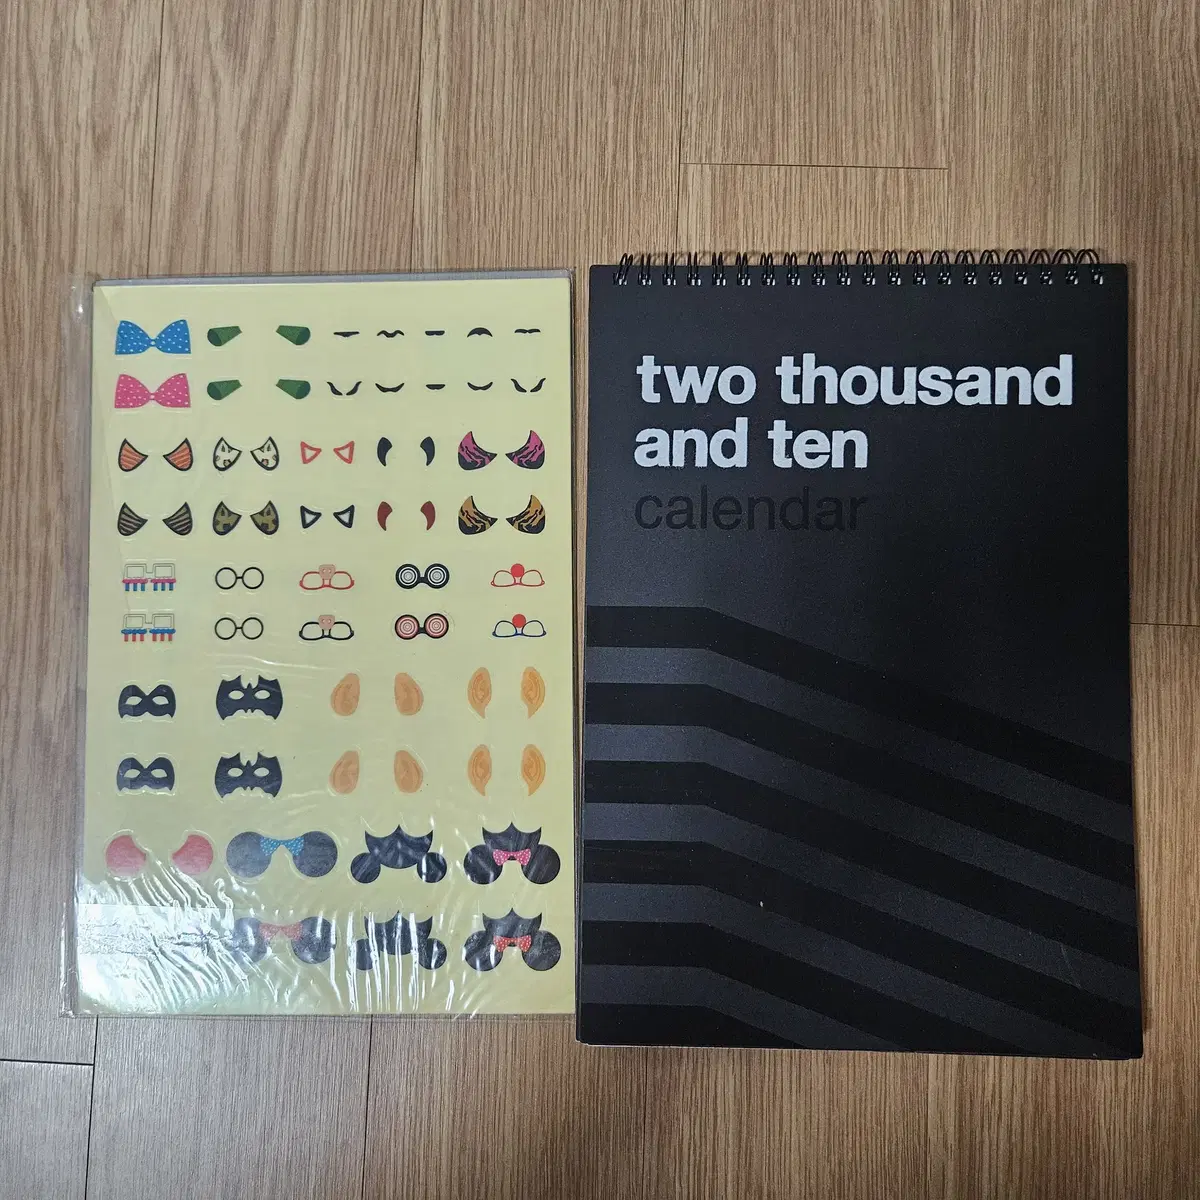 two thousand
and ten
calendar